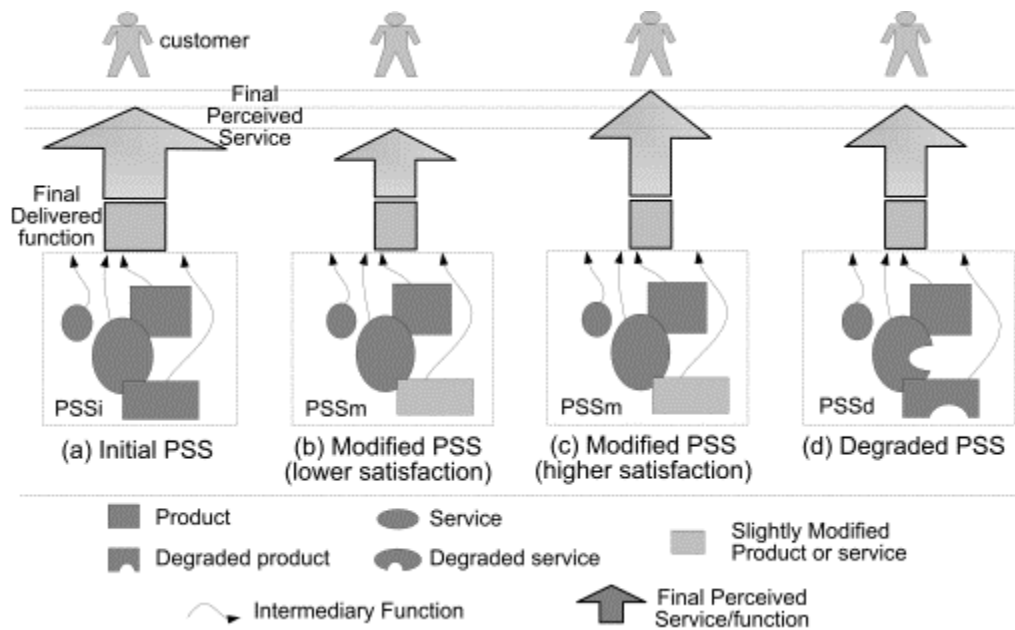 customer
Final
Perceived
Service
Final
Delivered
function
PSSi
PSSm
PSSm
PSSd
(a) Initial PSS
(b) Modified PSS
(lower satisfaction)
(c) Modified PSS
(higher satisfaction)
(d) Degraded PSS
Product
Service
Slightly Modified
Product or service
Degraded product
Degraded service
Intermediary Function
Final Perceived
Service/function